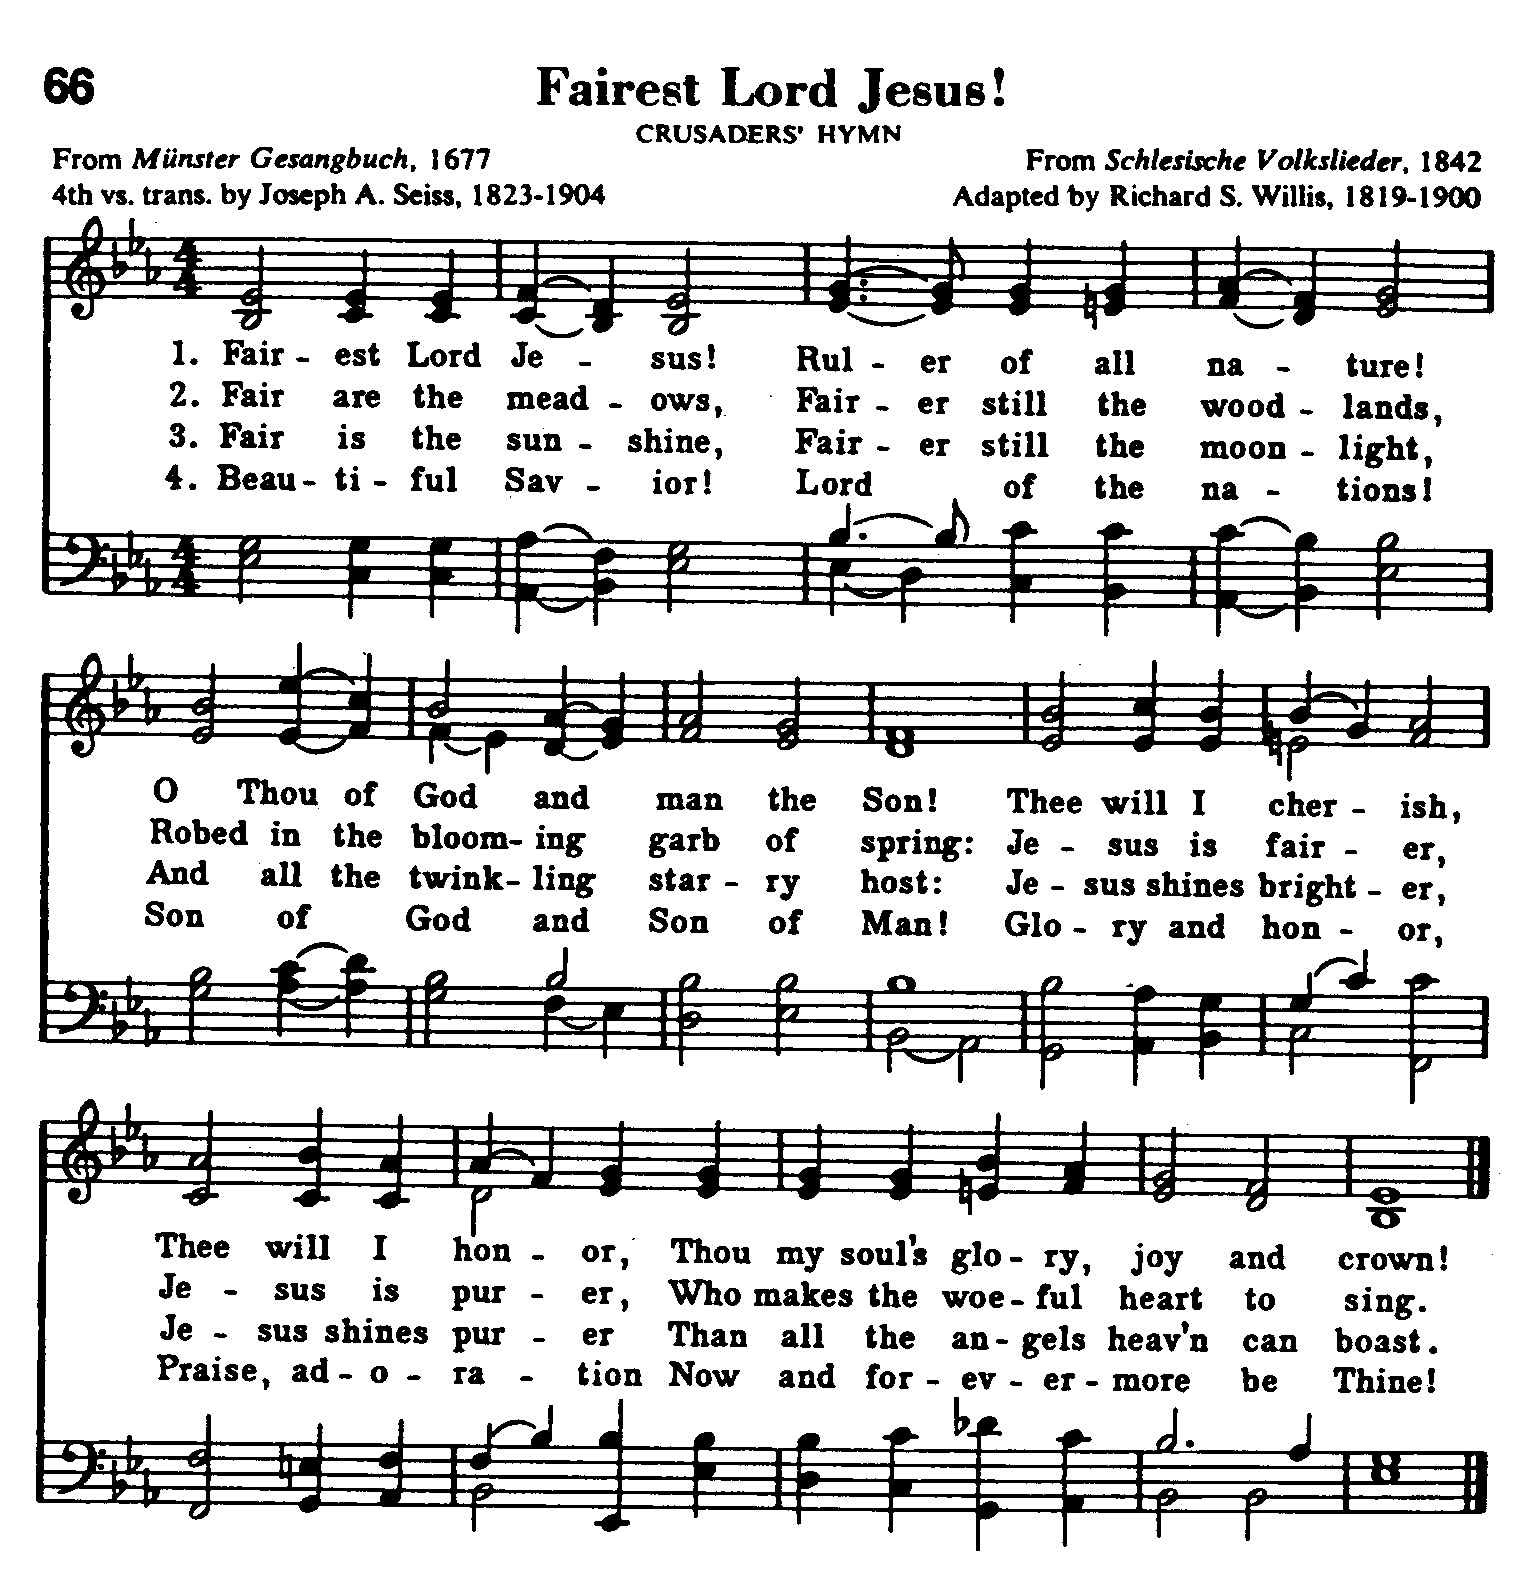 66
Fairest Lord Jesus!
CRUSADERS' HYMN
From Münster Gesangbuch, 1677
From Schlesische Volkslieder, 1842
4th vs. trans. by Joseph A. Seiss, 1823-1904
Adapted by Richard S. Willis, 1819-1900
4
4
1. Fair - est Lord Je - sus! Rul - er of all na - ture!
2. Fair are the mead - ows, Fair - er still the wood - lands,
3. Fair is the sun - shine, Fair - er still the moon - light,
4. Beau - ti - ful Sav - ior! Lord of the na - tions!
4
4
O Thou of God and man the Son! Thee will I cher - ish,
Robed in the bloom- ing garb of spring: Je - sus is fair - er,
And all the twink- ling star - ry host: Je - sus shines bright - er,
Son of God and Son of Man! Glo - ry and hon - or,
Thee will I hon - or, Thou my soul's glo - ry, joy and crown!
Je - sus is pur - er, Who makes the woe - ful heart to sing.
Je - sus shines pur - er Than all the an - gels heav'n can boast.
Praise, ad - o - ra - tion Now and for - ev - er - more be Thine!